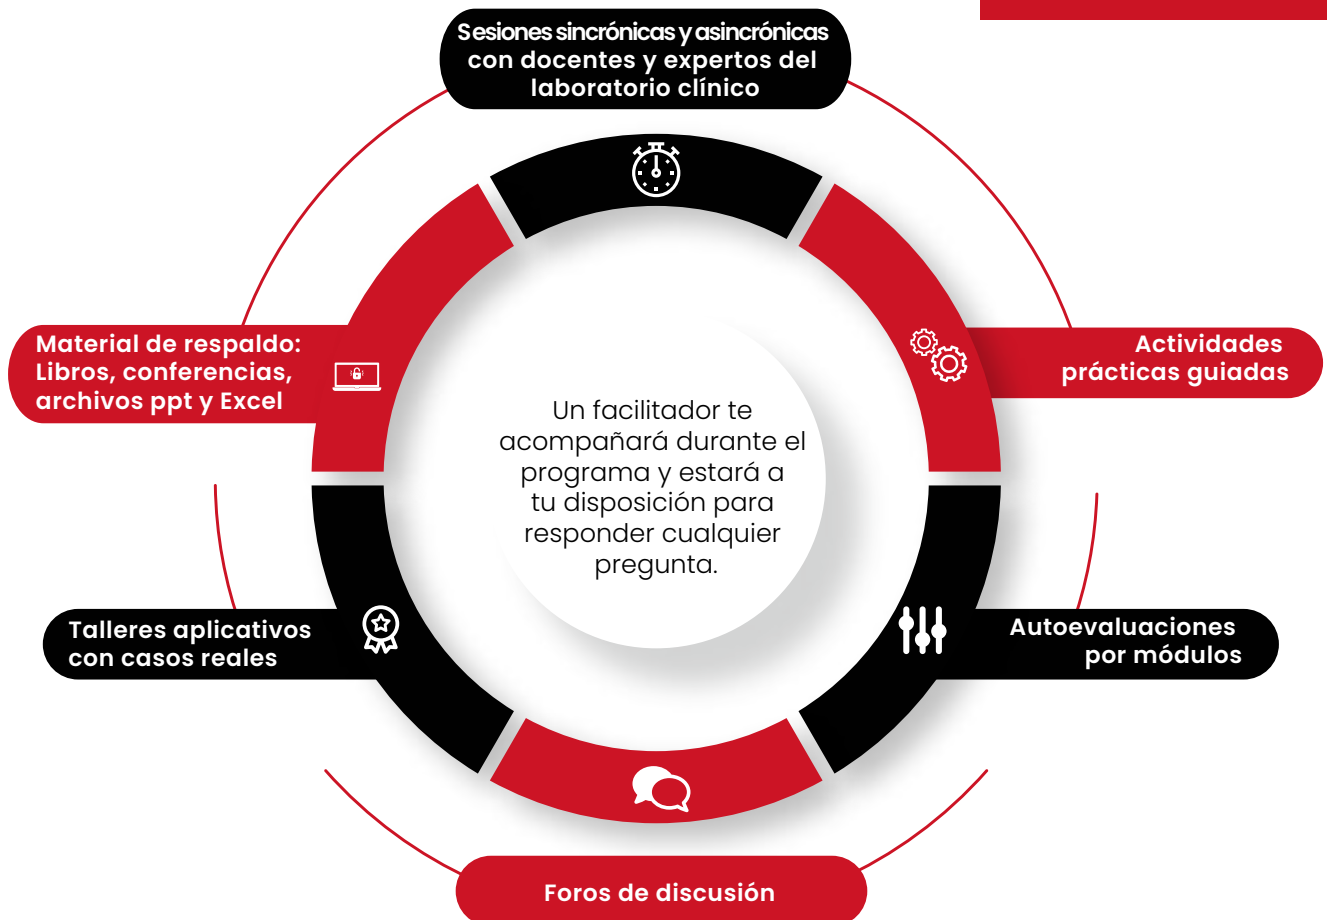 Sesiones sincrónicas y asincrónicas
con docentes y expertos del
laboratorio clínico
Material de respaldo:
Libros, conferencias,
archivos ppt y Excel
Actividades
prácticas guiadas
Un facilitador te
acompañará durante el
programa y estará a
tu disposición para
responder cualquier
pregunta.
Talleres aplicativos
con casos reales
Autoevaluaciones
por módulos
Foros de discusión